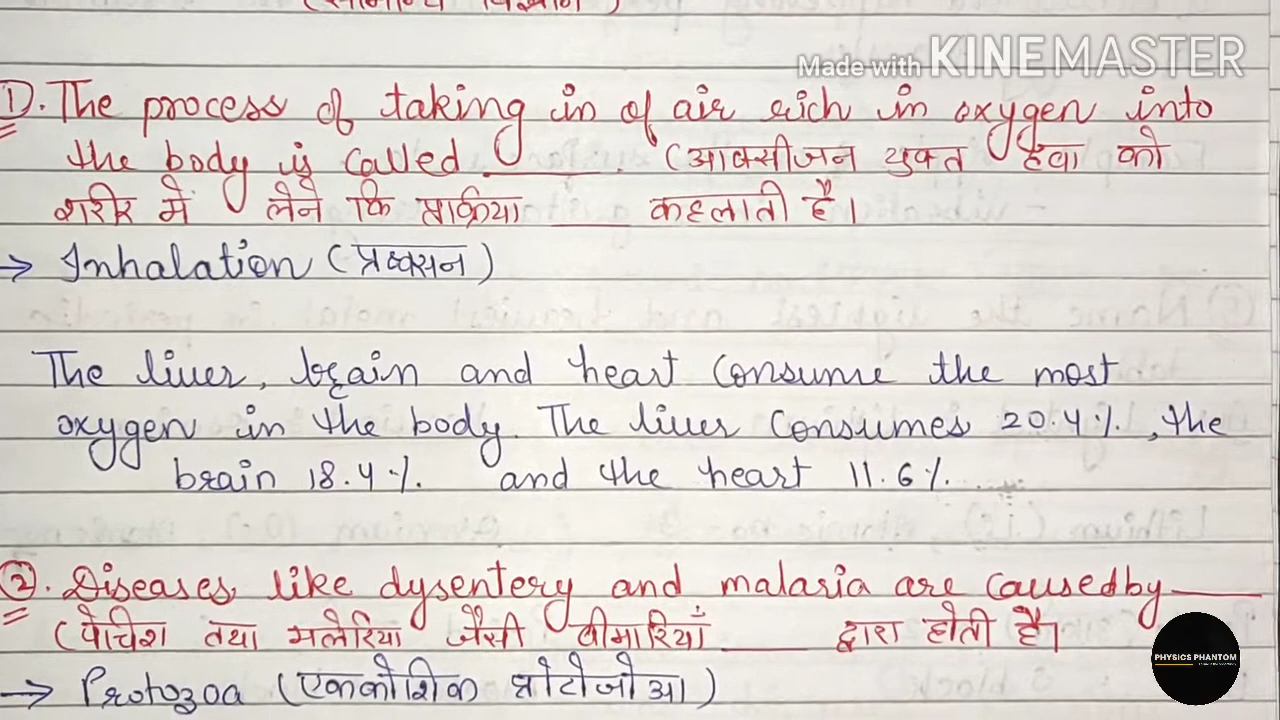 (सामान्य विज्ञान)
Made with KINEMASTER
1). The process of taking in of air rich in oxygen into
the body is called ______. (आक्सीजन युक्त हवा को
शरीर में लेने कि प्रक्रिया ____ कहलाती है।
→ Inhalation (प्रश्वसन)
The liver, brain and heart consume the most
oxygen in the body. The liver consumes 20.4%, the
brain 18.4% and the heart 11.6%.
2. Diseases like dysentery and malaria are caused by ____
(पेचिश तथा मलेरिया जैसी बीमारियाँ ____ द्वारा होती है।
PHYSICS PHANTOM
→ Protozoa (एककोशिक प्रोटोजोआ)